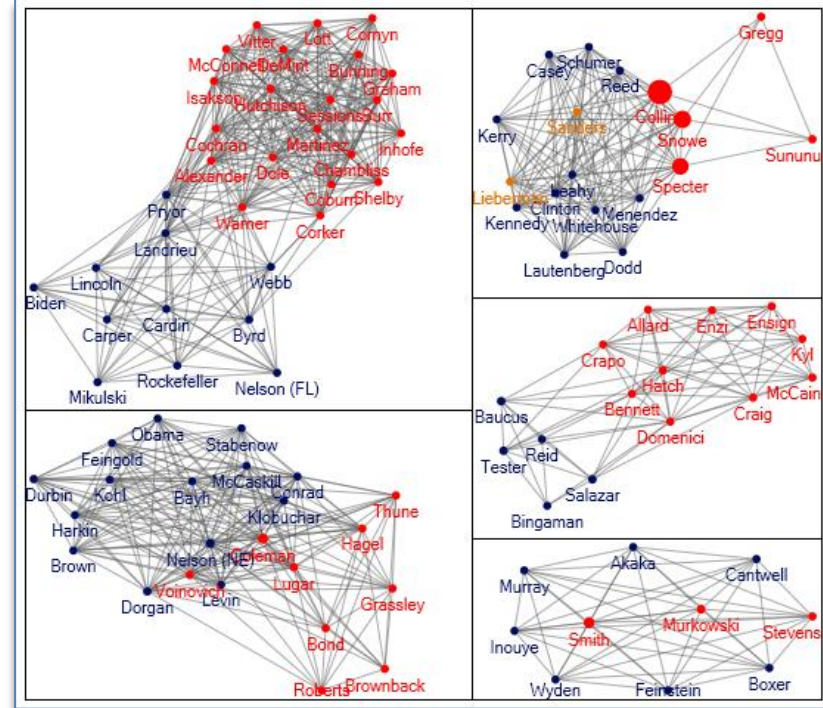 Vitter
Lott
Cornyn
McConnell
DeMint
Bunning
Graham
Isakson
Hutchison
Sessions
Burr
Cochran
Martinez
Inhofe
Alexander
Dole
Chambliss
Coburn
Shelby
Pryor
Warner
Corker
Landrieu
Lincoln
Webb
Biden
Carper
Cardin
Byrd
Mikulski
Rockefeller
Nelson (FL)
Obama
Stabenow
Feingold
McCaskill
Durbin
Kohl
Bayh
Conrad
Klobuchar
Thune
Harkin
Hagel
Brown
Nelson (NE)
Coleman
Voinovich
Lugar
Dorgan
Levin
Grassley
Bond
Roberts
Brownback
Gregg
Schumer
Casey
Reed
Collins
Kerry
Sanders
Snowe
Sununu
Specter
Lieberman
Leahy
Kennedy
Clinton
Menendez
Whitehouse
Lautenberg
Dodd
Allard
Enzi
Ensign
Crapo
Kyl
Hatch
McCain
Bennett
Craig
Baucus
Domenici
Reid
Tester
Salazar
Bingaman
Akaka
Murray
Cantwell
Smith
Murkowski
Stevens
Inouye
Wyden
Feinstein
Boxer